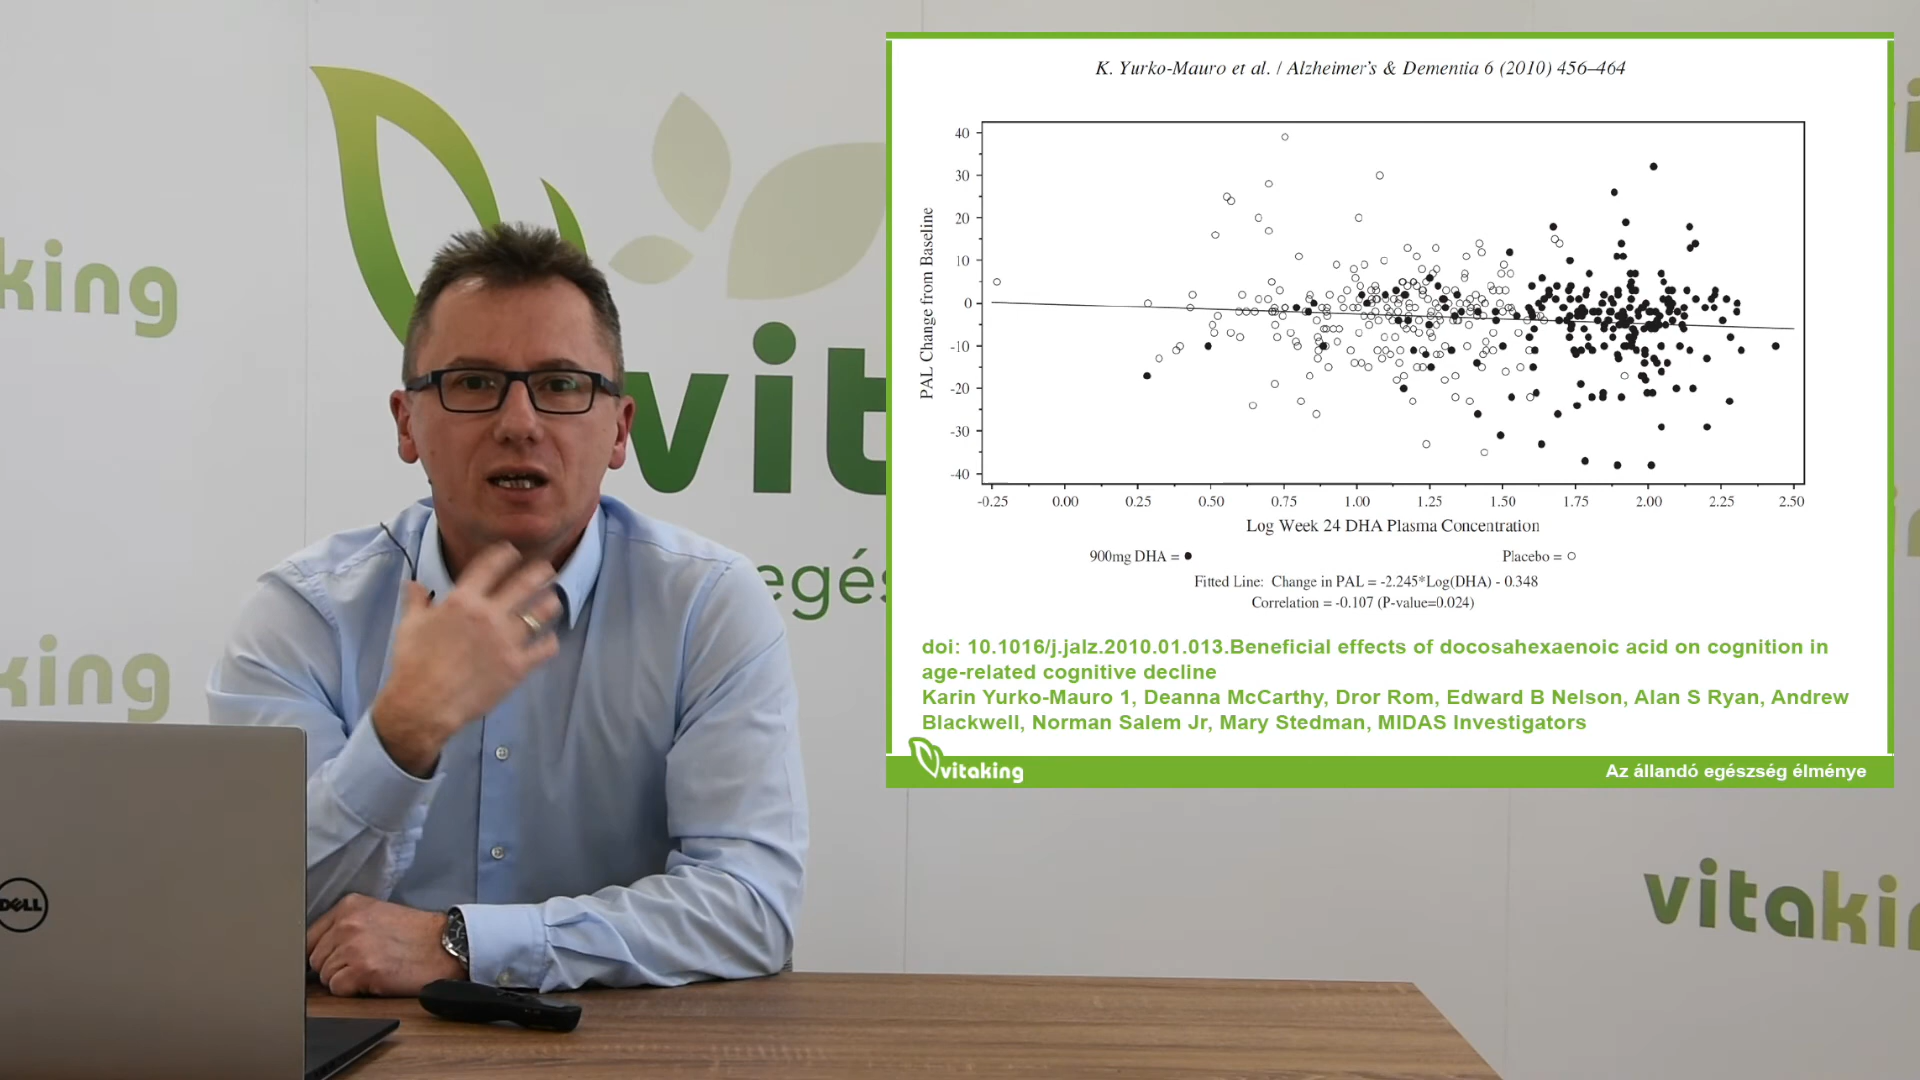 K. Yurko-Mauro et al. / Alzheimer's & Dementia 6 (2010) 456–464
PAL Change from Baseline
40
30
20
10
0
-10
-20
-30
-40
-0.25 0.00 0.25 0.50 0.75 1.00 1.25 1.50 1.75 2.00 2.25 2.50
Log Week 24 DHA Plasma Concentration
900mg DHA = ● Placebo = ○
Fitted Line: Change in PAL = -2.245*Log(DHA) - 0.348
Correlation = -0.107 (P-value=0.024)
doi: 10.1016/j.jalz.2010.01.013.Beneficial effects of docosahexaenoic acid on cognition in
age-related cognitive decline
Karin Yurko-Mauro 1, Deanna McCarthy, Dror Rom, Edward B Nelson, Alan S Ryan, Andrew
Blackwell, Norman Salem Jr, Mary Stedman, MIDAS Investigators
vitaking Az állandó egészség élménye
king
vit
egés
king
DELL
vitakin